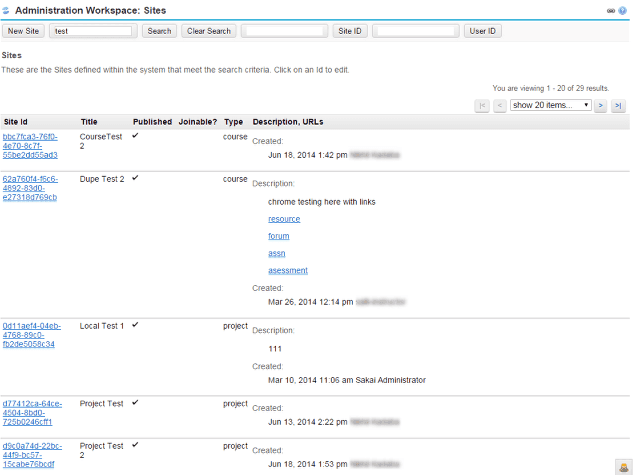 Administration Workspace: Sites
New Site test Search Clear Search Site ID User ID
Sites
These are the Sites defined within the system that meet the search criteria. Click on an Id to edit.
You are viewing 1 - 20 of 29 results.
|< < show 20 items... > >|
Site Id Title Published Joinable? Type Description, URLs
bbc7fca3-76f0-
4e70-8c7f-
55be2dd55ad3
CourseTest
2
course
Created:
Jun 18, 2014 1:42 pm
62a760f4-f6c6-
4892-83d0-
e27318d769cb
Dupe Test 2
course
Description:
chrome testing here with links
resource
forum
assn
asessment
Created:
Mar 26, 2014 12:14 pm
0d11aef4-04eb-
4768-89c0-
fb2de5058c34
Local Test 1
project
Description:
111
Created:
Mar 10, 2014 11:06 am Sakai Administrator
d77412ca-64ce-
4504-8bd0-
725b0246cff1
Project Test
project
Created:
Jun 13, 2014 2:22 pm
d9c0a74d-22bc-
44f9-bc57-
15cabe76bcdf
Project Test
2
project
Created:
Jun 18, 2014 1:53 pm